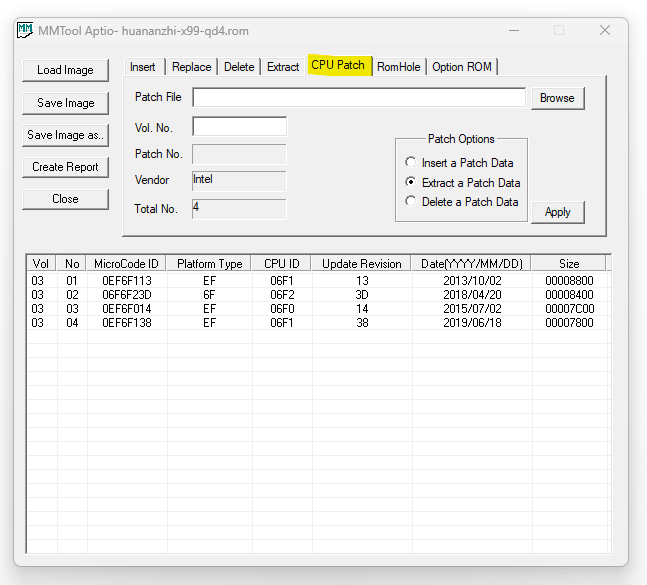 MMTool Aptio- huananzhi-x99-qd4.rom
Load Image
Save Image
Save Image as..
Create Report
Close
Insert Replace Delete Extract CPU Patch RomHole Option ROM
Patch File Browse
Vol. No.
Patch No.
Vendor Intel
Total No. 4
Patch Options
Insert a Patch Data
Extract a Patch Data
Delete a Patch Data
Apply
Vol No MicroCode ID Platform Type CPU ID Update Revision Date(YYYY/MM/DD) Size
03 01 0EF6F113 EF 06F1 13 2013/10/02 00008800
03 02 06F6F23D 6F 06F2 3D 2018/04/20 00008400
03 03 0EF6F014 EF 06F0 14 2015/07/02 00007C00
03 04 0EF6F138 EF 06F1 38 2019/06/18 00007800